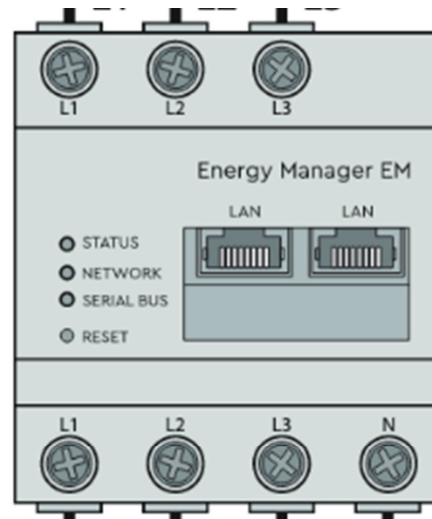 L1 L2 L3
Energy Manager EM
LAN LAN
STATUS
NETWORK
SERIAL BUS
RESET
L1 L2 L3 N